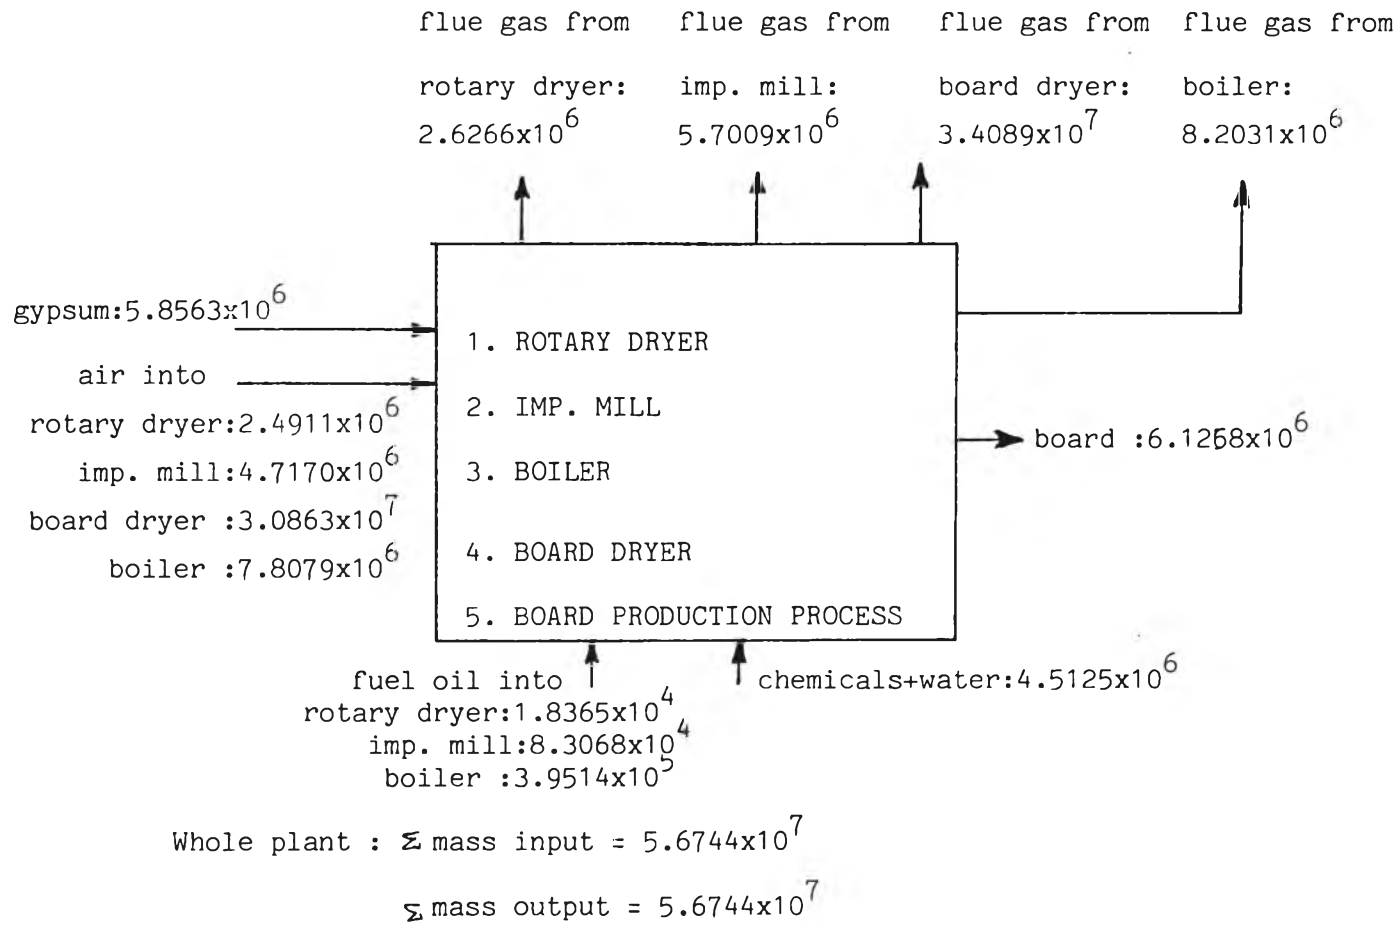 flue gas from flue gas from flue gas from flue gas from
rotary dryer: imp. mill: board dryer: boiler:
2.6266x10^6 5.7009x10^6 3.4089x10^7 8.2031x10^6
gypsum:5.8563x10^6
air into
rotary dryer:2.4911x10^6
imp. mill:4.7170x10^6
board dryer :3.0863x10^7
boiler :7.8079x10^6
1. ROTARY DRYER
2. IMP. MILL
3. BOILER
4. BOARD DRYER
5. BOARD PRODUCTION PROCESS
board :6.1258x10^6
fuel oil into
rotary dryer:1.8365x10^4
imp. mill:8.3068x10^4
boiler :3.9514x10^5
chemicals+water:4.5125x10^6
Whole plant : Σ mass input = 5.6744x10^7
Σ mass output = 5.6744x10^7